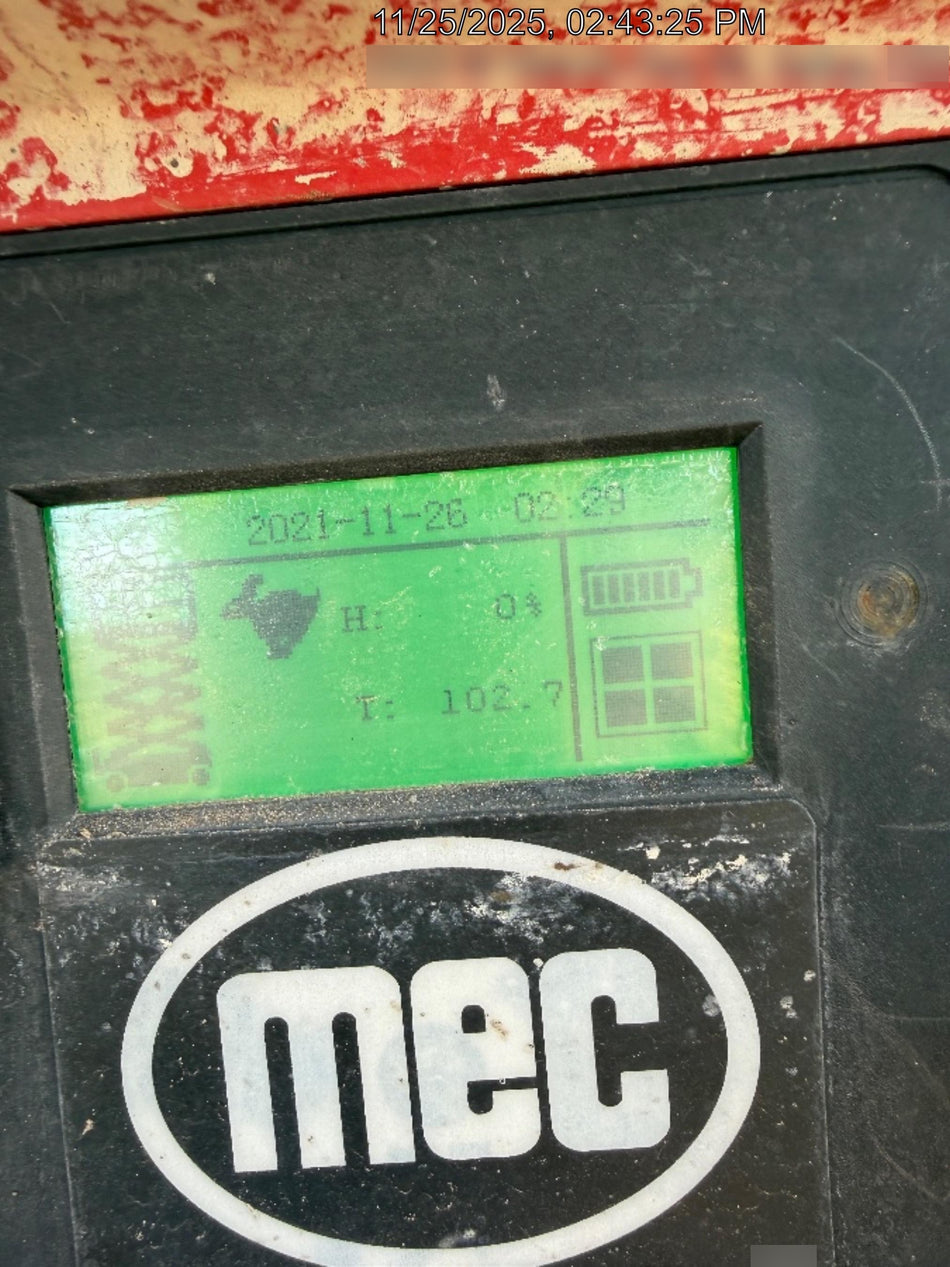 11/25/2025, 02:43:25 PM
2021-11-26 02:29
H: 0%
T: 102.7
mec